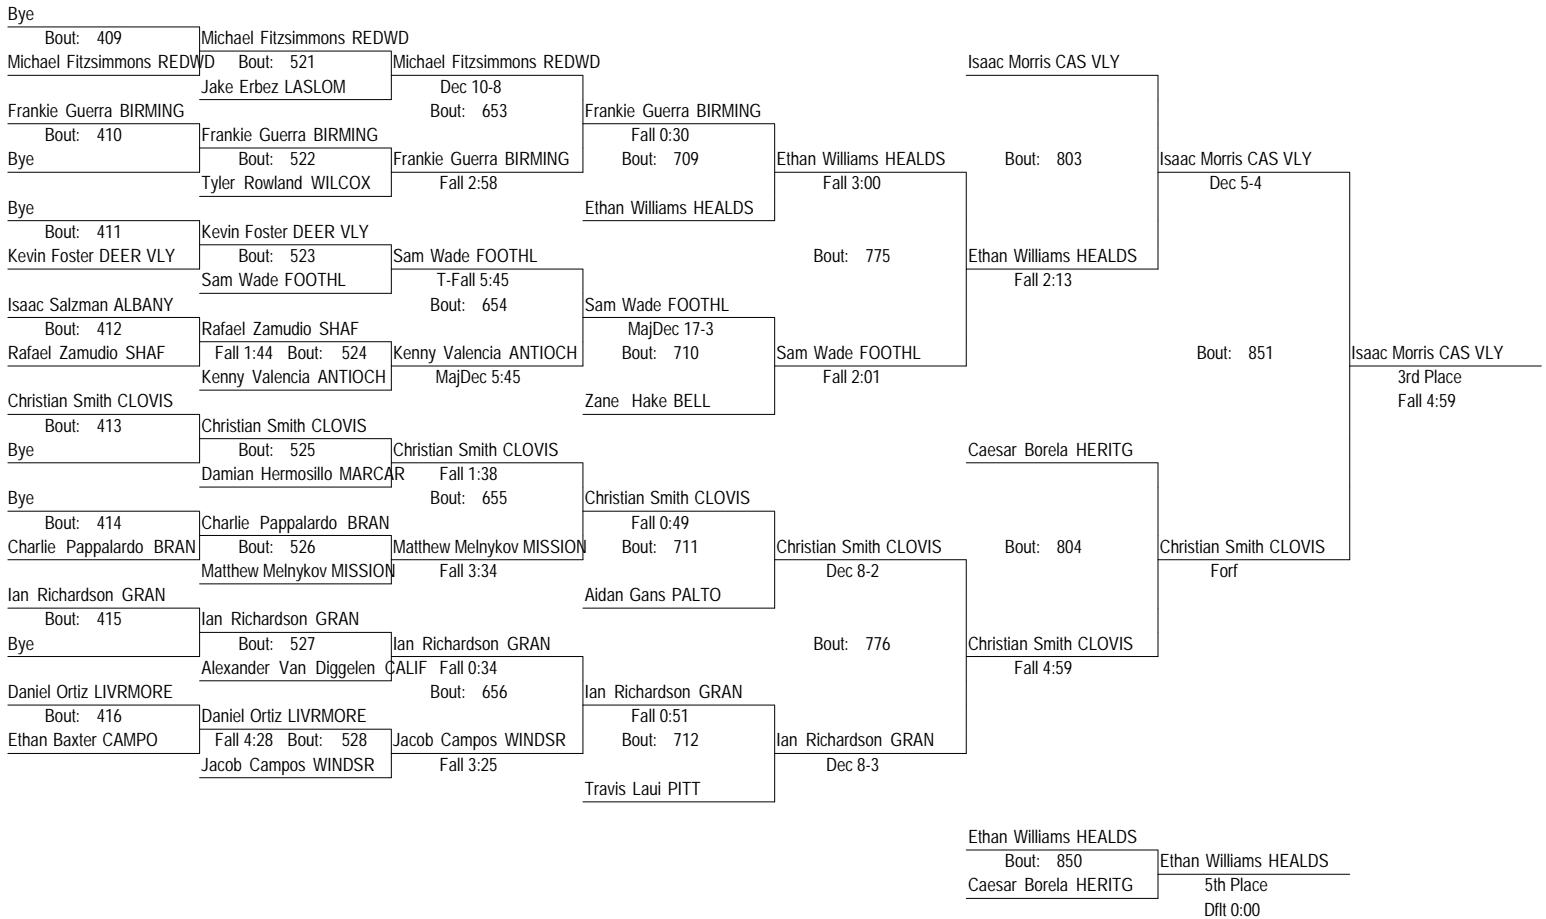 Bye
Bout: 409
Michael Fitzsimmons REDWD
Michael Fitzsimmons REDWD
Bout: 521
Jake Erbez LASLOM
Michael Fitzsimmons REDWD
Dec 10-8
Bout: 653
Frankie Guerra BIRMING
Bout: 410
Bye
Frankie Guerra BIRMING
Bout: 522
Tyler Rowland WILCOX
Frankie Guerra BIRMING
Fall 2:58
Frankie Guerra BIRMING
Fall 0:30
Bout: 709
Ethan Williams HEALDS
Ethan Williams HEALDS
Fall 3:00
Bye
Bout: 411
Kevin Foster DEER VLY
Kevin Foster DEER VLY
Bout: 523
Sam Wade FOOTHL
Sam Wade FOOTHL
T-Fall 5:45
Bout: 654
Isaac Salzman ALBANY
Bout: 412
Rafael Zamudio SHAF
Rafael Zamudio SHAF
Fall 1:44 Bout: 524
Kenny Valencia ANTIOCH
Kenny Valencia ANTIOCH
MajDec 5:45
Sam Wade FOOTHL
MajDec 17-3
Bout: 710
Zane Hake BELL
Sam Wade FOOTHL
Fall 2:01
Bout: 775
Isaac Morris CAS VLY
Bout: 803
Ethan Williams HEALDS
Fall 2:13
Isaac Morris CAS VLY
Dec 5-4
Christian Smith CLOVIS
Bout: 413
Bye
Christian Smith CLOVIS
Bout: 525
Damian Hermosillo MARCAR
Christian Smith CLOVIS
Fall 1:38
Bout: 655
Bye
Bout: 414
Charlie Pappalardo BRAN
Charlie Pappalardo BRAN
Bout: 526
Matthew Melnykov MISSION
Matthew Melnykov MISSION
Fall 3:34
Christian Smith CLOVIS
Fall 0:49
Bout: 711
Aidan Gans PALTO
Christian Smith CLOVIS
Dec 8-2
Ian Richardson GRAN
Bout: 415
Bye
Ian Richardson GRAN
Bout: 527
Alexander Van Diggelen CALIF
Ian Richardson GRAN
Fall 0:34
Bout: 656
Daniel Ortiz LIVRMORE
Bout: 416
Ethan Baxter CAMPO
Daniel Ortiz LIVRMORE
Fall 4:28 Bout: 528
Jacob Campos WINDSR
Jacob Campos WINDSR
Fall 3:25
Ian Richardson GRAN
Fall 0:51
Bout: 712
Travis Laui PITT
Ian Richardson GRAN
Dec 8-3
Bout: 776
Caesar Borela HERITG
Bout: 804
Christian Smith CLOVIS
Fall 4:59
Christian Smith CLOVIS
Forf
Bout: 851
Isaac Morris CAS VLY
3rd Place
Fall 4:59
Ethan Williams HEALDS
Bout: 850
Caesar Borela HERITG
Ethan Williams HEALDS
5th Place
Dflt 0:00